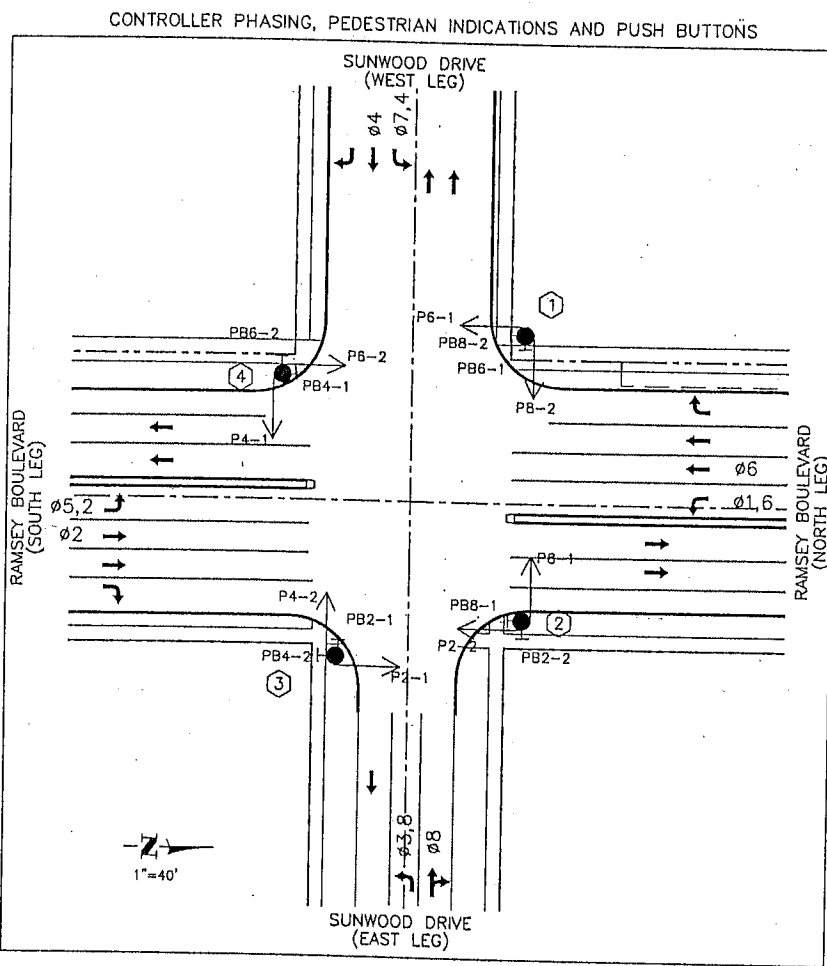 CONTROLLER PHASING, PEDESTRIAN INDICATIONS AND PUSH BUTTONS
SUNWOOD DRIVE
(WEST LEG)
ø4
ø7,4
1
P6-1
PB8-2
PB6-1
P8-2
PB6-2
P6-2
4
PB4-1
P4-1
RAMSEY BOULEVARD
(SOUTH LEG)
ø5,2
ø2
ø6
ø1,6
RAMSEY BOULEVARD
(NORTH LEG)
P8-1
P4-2
PB2-1
PB8-1
2
PB4-2
P2-2
PB2-2
P2-1
3
ø3,8
ø8
N
1"=40'
SUNWOOD DRIVE
(EAST LEG)